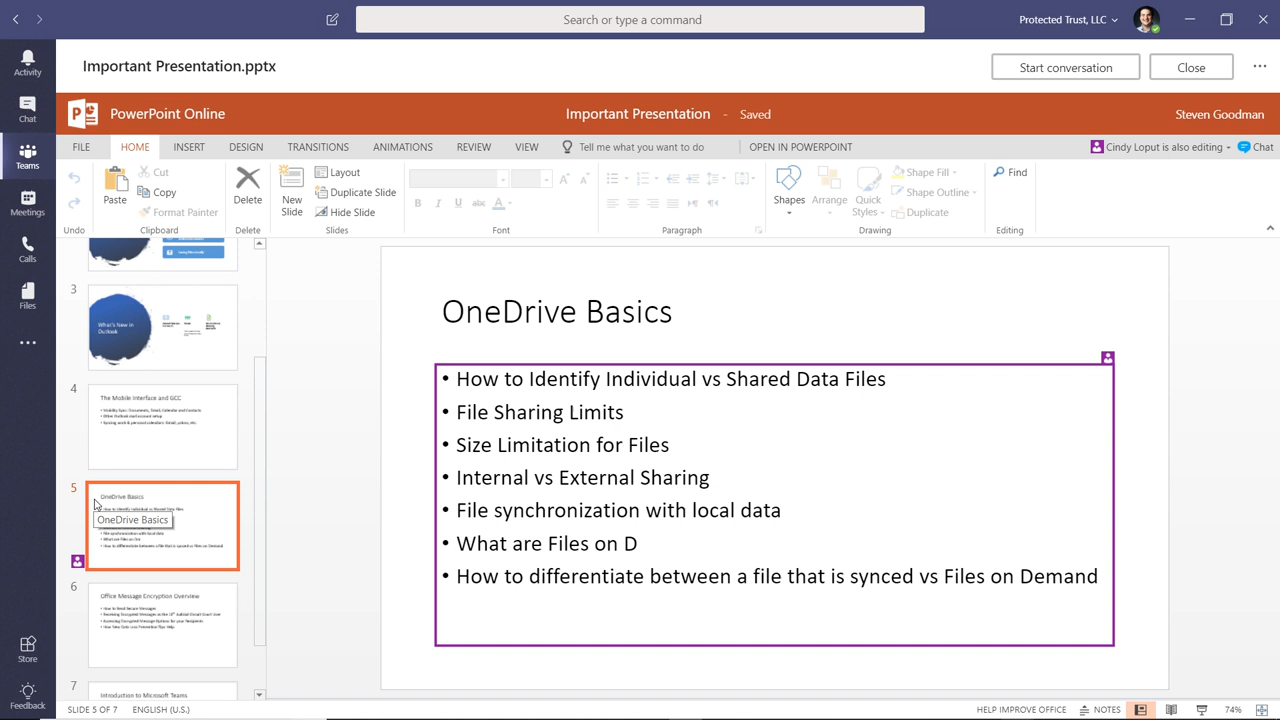 Search or type a command
Protected Trust, LLC
Activity
Chat
Teams
Meetings
Calls
Files
Store
Feedback
Important Presentation.pptx
Start conversation
Close
PowerPoint Online
Important Presentation - Saved
Steven Goodman
FILE HOME INSERT DESIGN TRANSITIONS ANIMATIONS REVIEW VIEW Tell me what you want to do OPEN IN POWERPOINT
Cindy Loput is also editing
Chat
Undo
Paste
Cut
Copy
Format Painter
Clipboard
Delete
Delete
New Slide
Layout
Duplicate Slide
Hide Slide
Slides
B I U abc A
Font
Paragraph
Shapes
Arrange
Quick Styles
Shape Fill
Shape Outline
Duplicate
Drawing
Find
Editing
3
What's New in Outlook
4
The Mobile Interface and GCC
5
OneDrive Basics
OneDrive Basics
6
Office Message Encryption Overview
• How to Send Secure Messages
7
Introduction to Microsoft Teams
OneDrive Basics
• How to Identify Individual vs Shared Data Files
• File Sharing Limits
• Size Limitation for Files
• Internal vs External Sharing
• File synchronization with local data
• What are Files on D
• How to differentiate between a file that is synced vs Files on Demand
SLIDE 5 OF 7
ENGLISH (U.S.)
HELP IMPROVE OFFICE
NOTES
74%